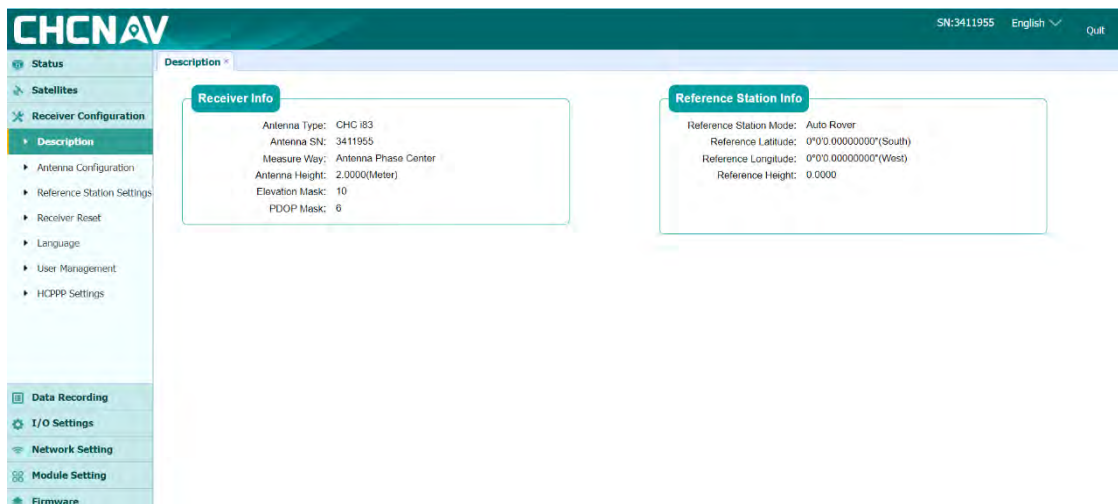 CHCNAV
SN:3411955 English Quit
Status
Satellites
Receiver Configuration
Description
Antenna Configuration
Reference Station Settings
Receiver Reset
Language
User Management
HCPPP Settings
Data Recording
I/O Settings
Network Setting
Module Setting
Firmware
Description ×
Receiver Info
Antenna Type: CHC i83
Antenna SN: 3411955
Measure Way: Antenna Phase Center
Antenna Height: 2.0000(Meter)
Elevation Mask: 10
PDOP Mask: 6
Reference Station Info
Reference Station Mode: Auto Rover
Reference Latitude: 0°0'0.00000000"(South)
Reference Longitude: 0°0'0.00000000"(West)
Reference Height: 0.0000